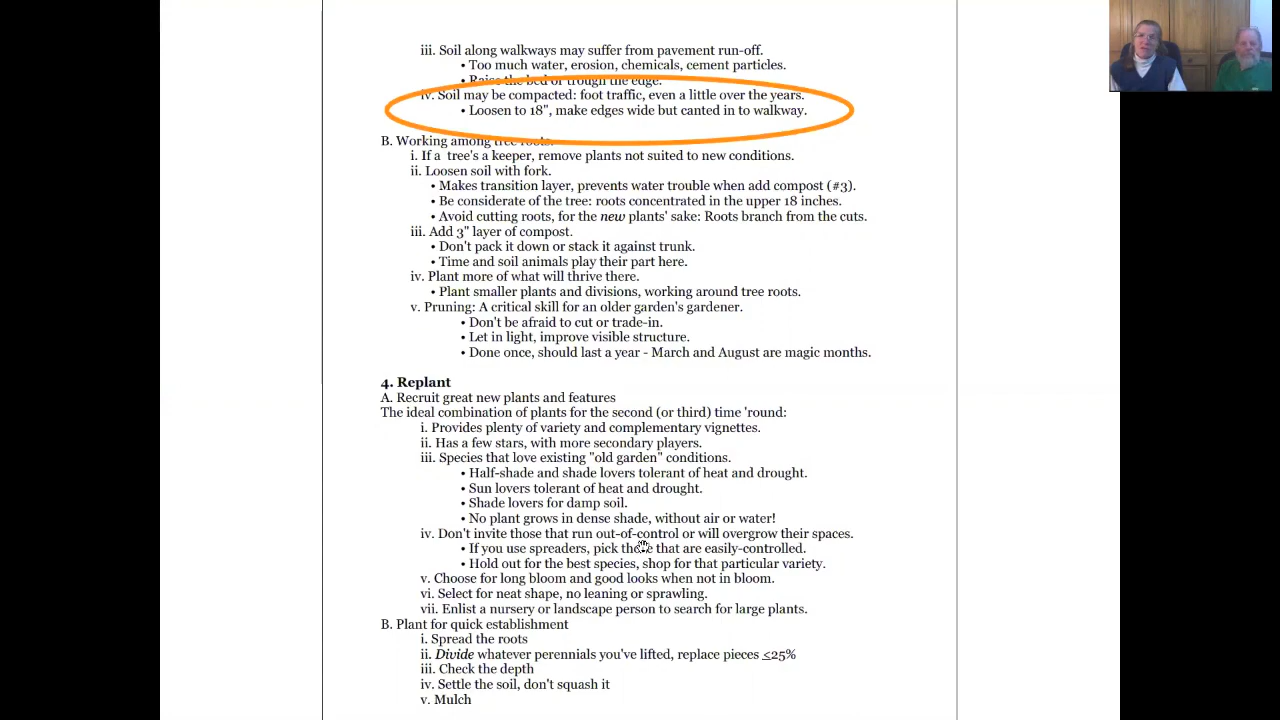 iii. Soil along walkways may suffer from pavement run-off.
• Too much water, erosion, chemicals, cement particles.
• Raise the bed or trough the edge.
iv. Soil may be compacted: foot traffic, even a little over the years.
• Loosen to 18", make edges wide but canted in to walkway.
B. Working among tree roots.
i. If a tree's a keeper, remove plants not suited to new conditions.
ii. Loosen soil with fork.
• Makes transition layer, prevents water trouble when add compost (#3).
• Be considerate of the tree: roots concentrated in the upper 18 inches.
• Avoid cutting roots, for the new plants' sake: Roots branch from the cuts.
iii. Add 3" layer of compost.
• Don't pack it down or stack it against trunk.
• Time and soil animals play their part here.
iv. Plant more of what will thrive there.
• Plant smaller plants and divisions, working around tree roots.
v. Pruning: A critical skill for an older garden's gardener.
• Don't be afraid to cut or trade-in.
• Let in light, improve visible structure.
• Done once, should last a year - March and August are magic months.
4. Replant
A. Recruit great new plants and features
The ideal combination of plants for the second (or third) time 'round:
i. Provides plenty of variety and complementary vignettes.
ii. Has a few stars, with more secondary players.
iii. Species that love existing "old garden" conditions.
• Half-shade and shade lovers tolerant of heat and drought.
• Sun lovers tolerant of heat and drought.
• Shade lovers for damp soil.
• No plant grows in dense shade, without air or water!
iv. Don't invite those that run out-of-control or will overgrow their spaces.
• If you use spreaders, pick those that are easily-controlled.
• Hold out for the best species, shop for that particular variety.
v. Choose for long bloom and good looks when not in bloom.
vi. Select for neat shape, no leaning or sprawling.
vii. Enlist a nursery or landscape person to search for large plants.
B. Plant for quick establishment
i. Spread the roots
ii. Divide whatever perennials you've lifted, replace pieces ≤25%
iii. Check the depth
iv. Settle the soil, don't squash it
v. Mulch